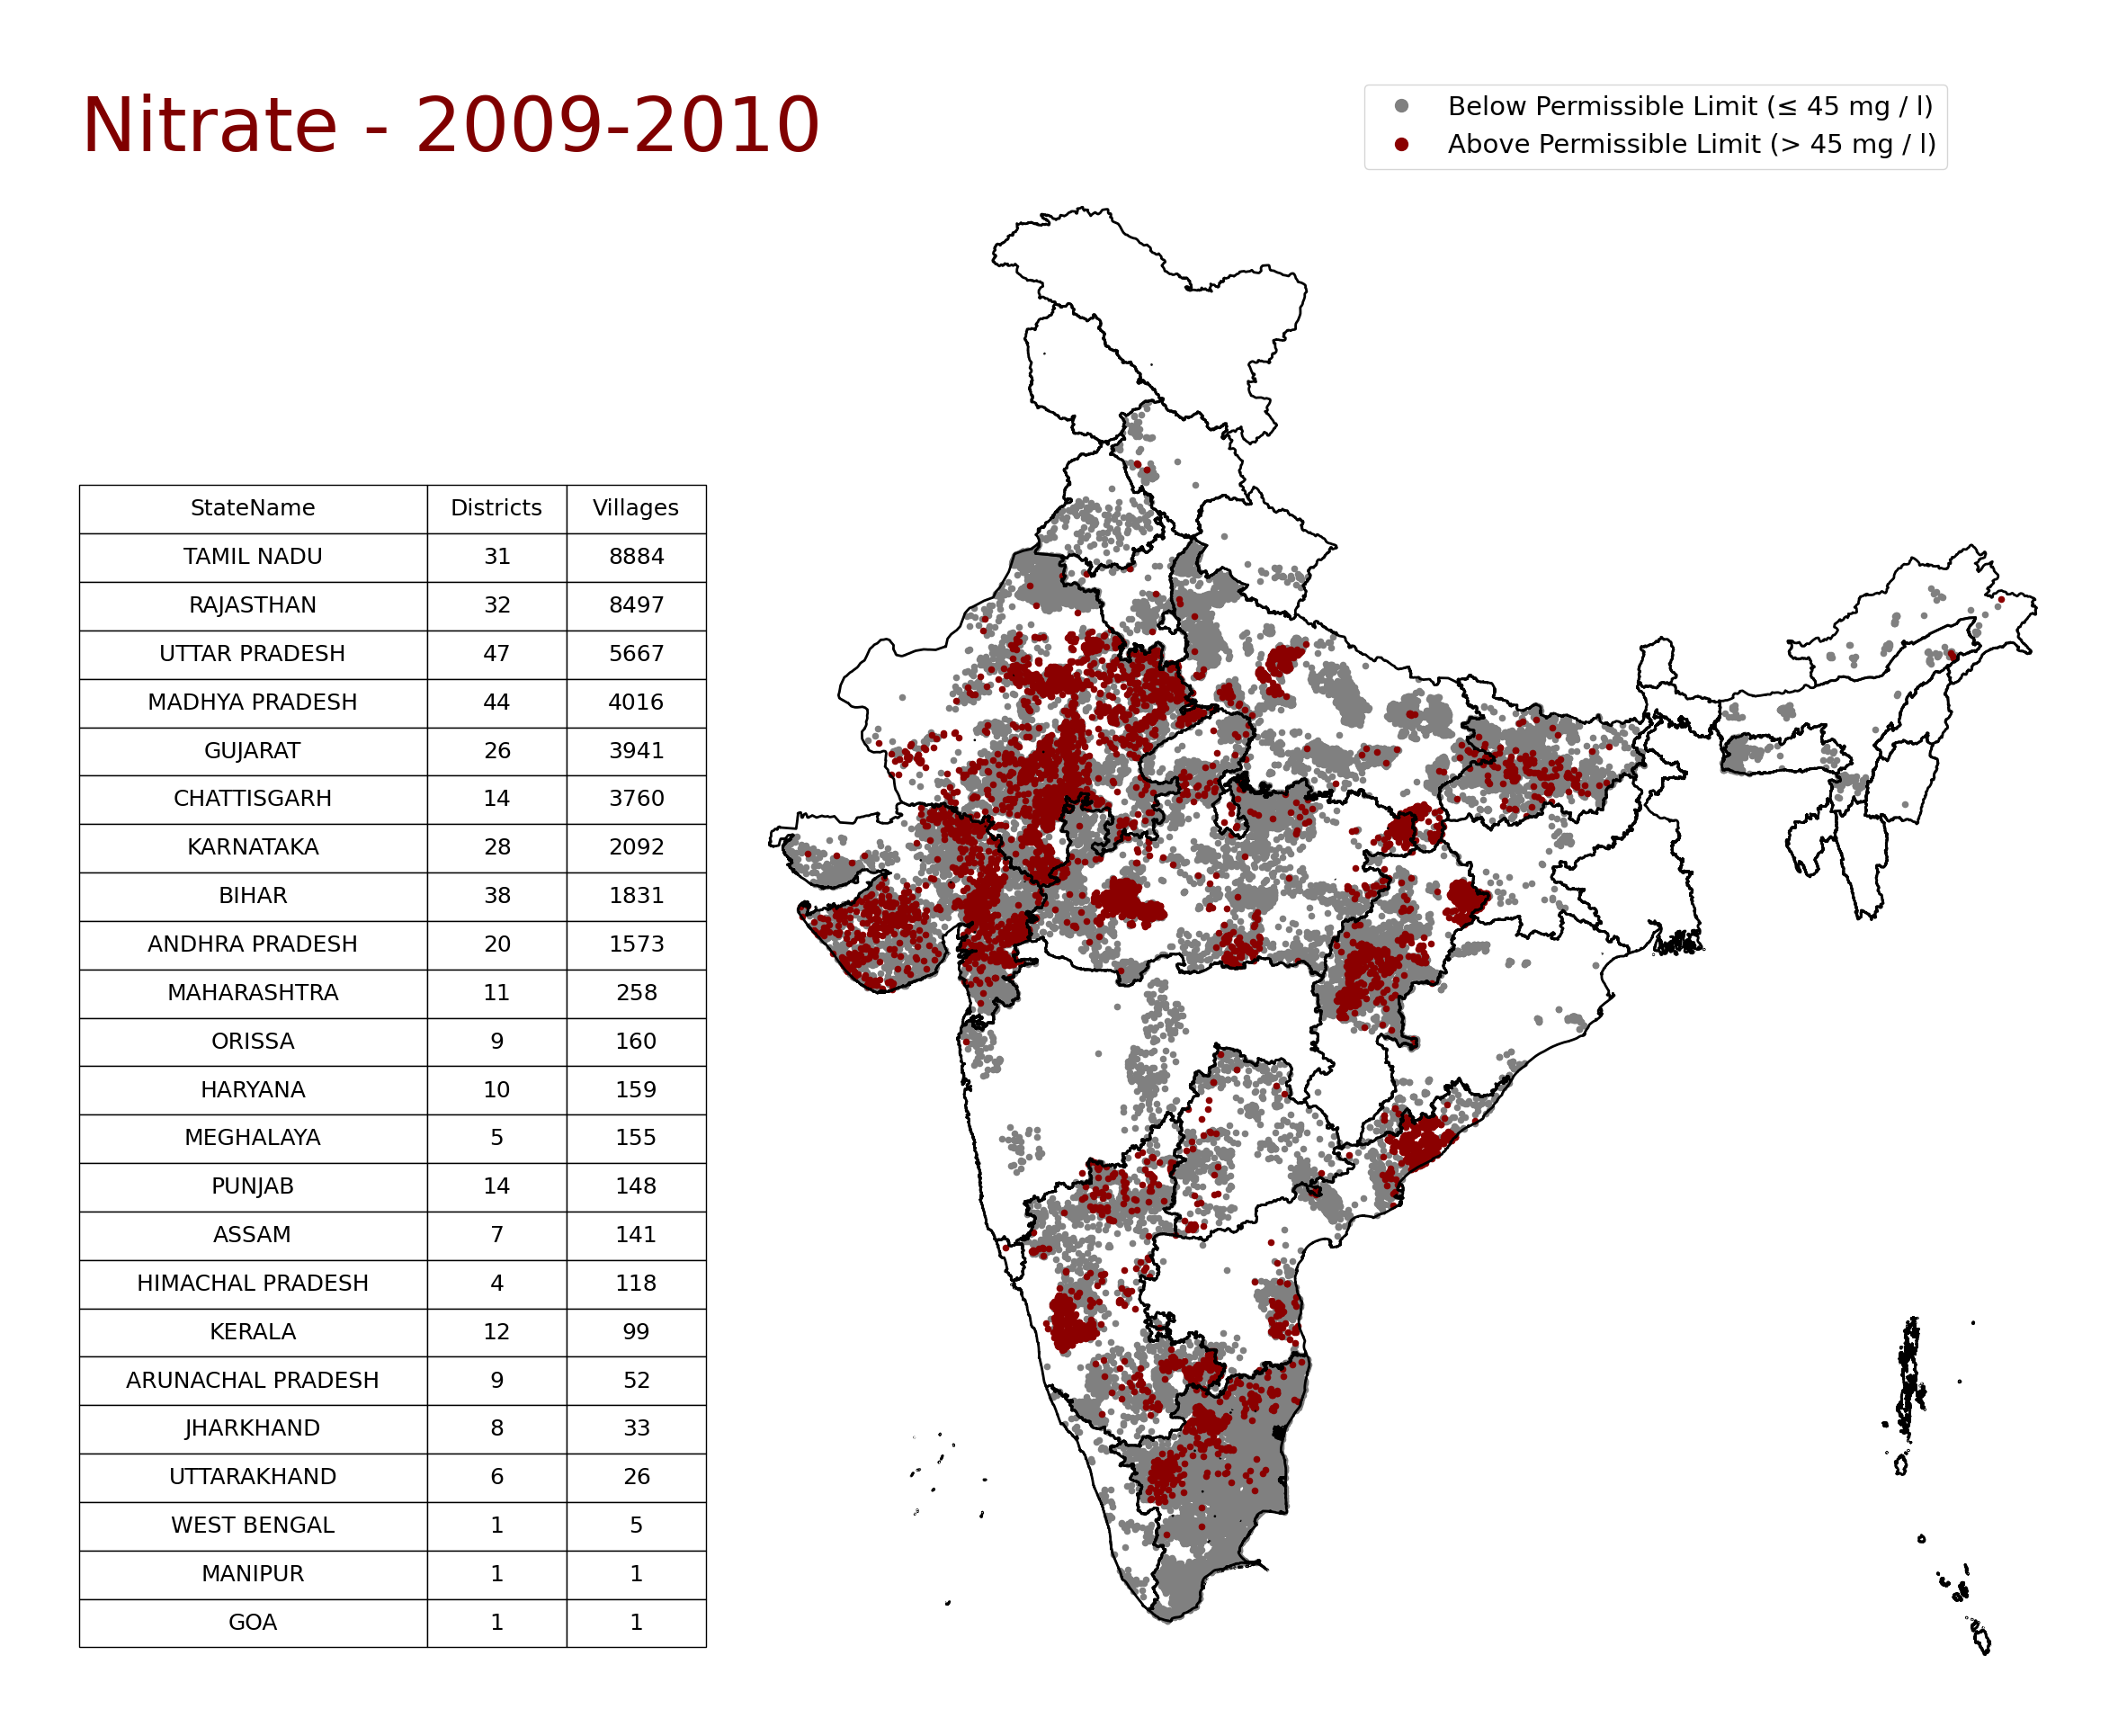 Nitrate - 2009-2010
Below Permissible Limit (≤ 45 mg / l)
Above Permissible Limit (> 45 mg / l)
StateName Districts Villages
TAMIL NADU 31 8884
RAJASTHAN 32 8497
UTTAR PRADESH 47 5667
MADHYA PRADESH 44 4016
GUJARAT 26 3941
CHATTISGARH 14 3760
KARNATAKA 28 2092
BIHAR 38 1831
ANDHRA PRADESH 20 1573
MAHARASHTRA 11 258
ORISSA 9 160
HARYANA 10 159
MEGHALAYA 5 155
PUNJAB 14 148
ASSAM 7 141
HIMACHAL PRADESH 4 118
KERALA 12 99
ARUNACHAL PRADESH 9 52
JHARKHAND 8 33
UTTARAKHAND 6 26
WEST BENGAL 1 5
MANIPUR 1 1
GOA 1 1